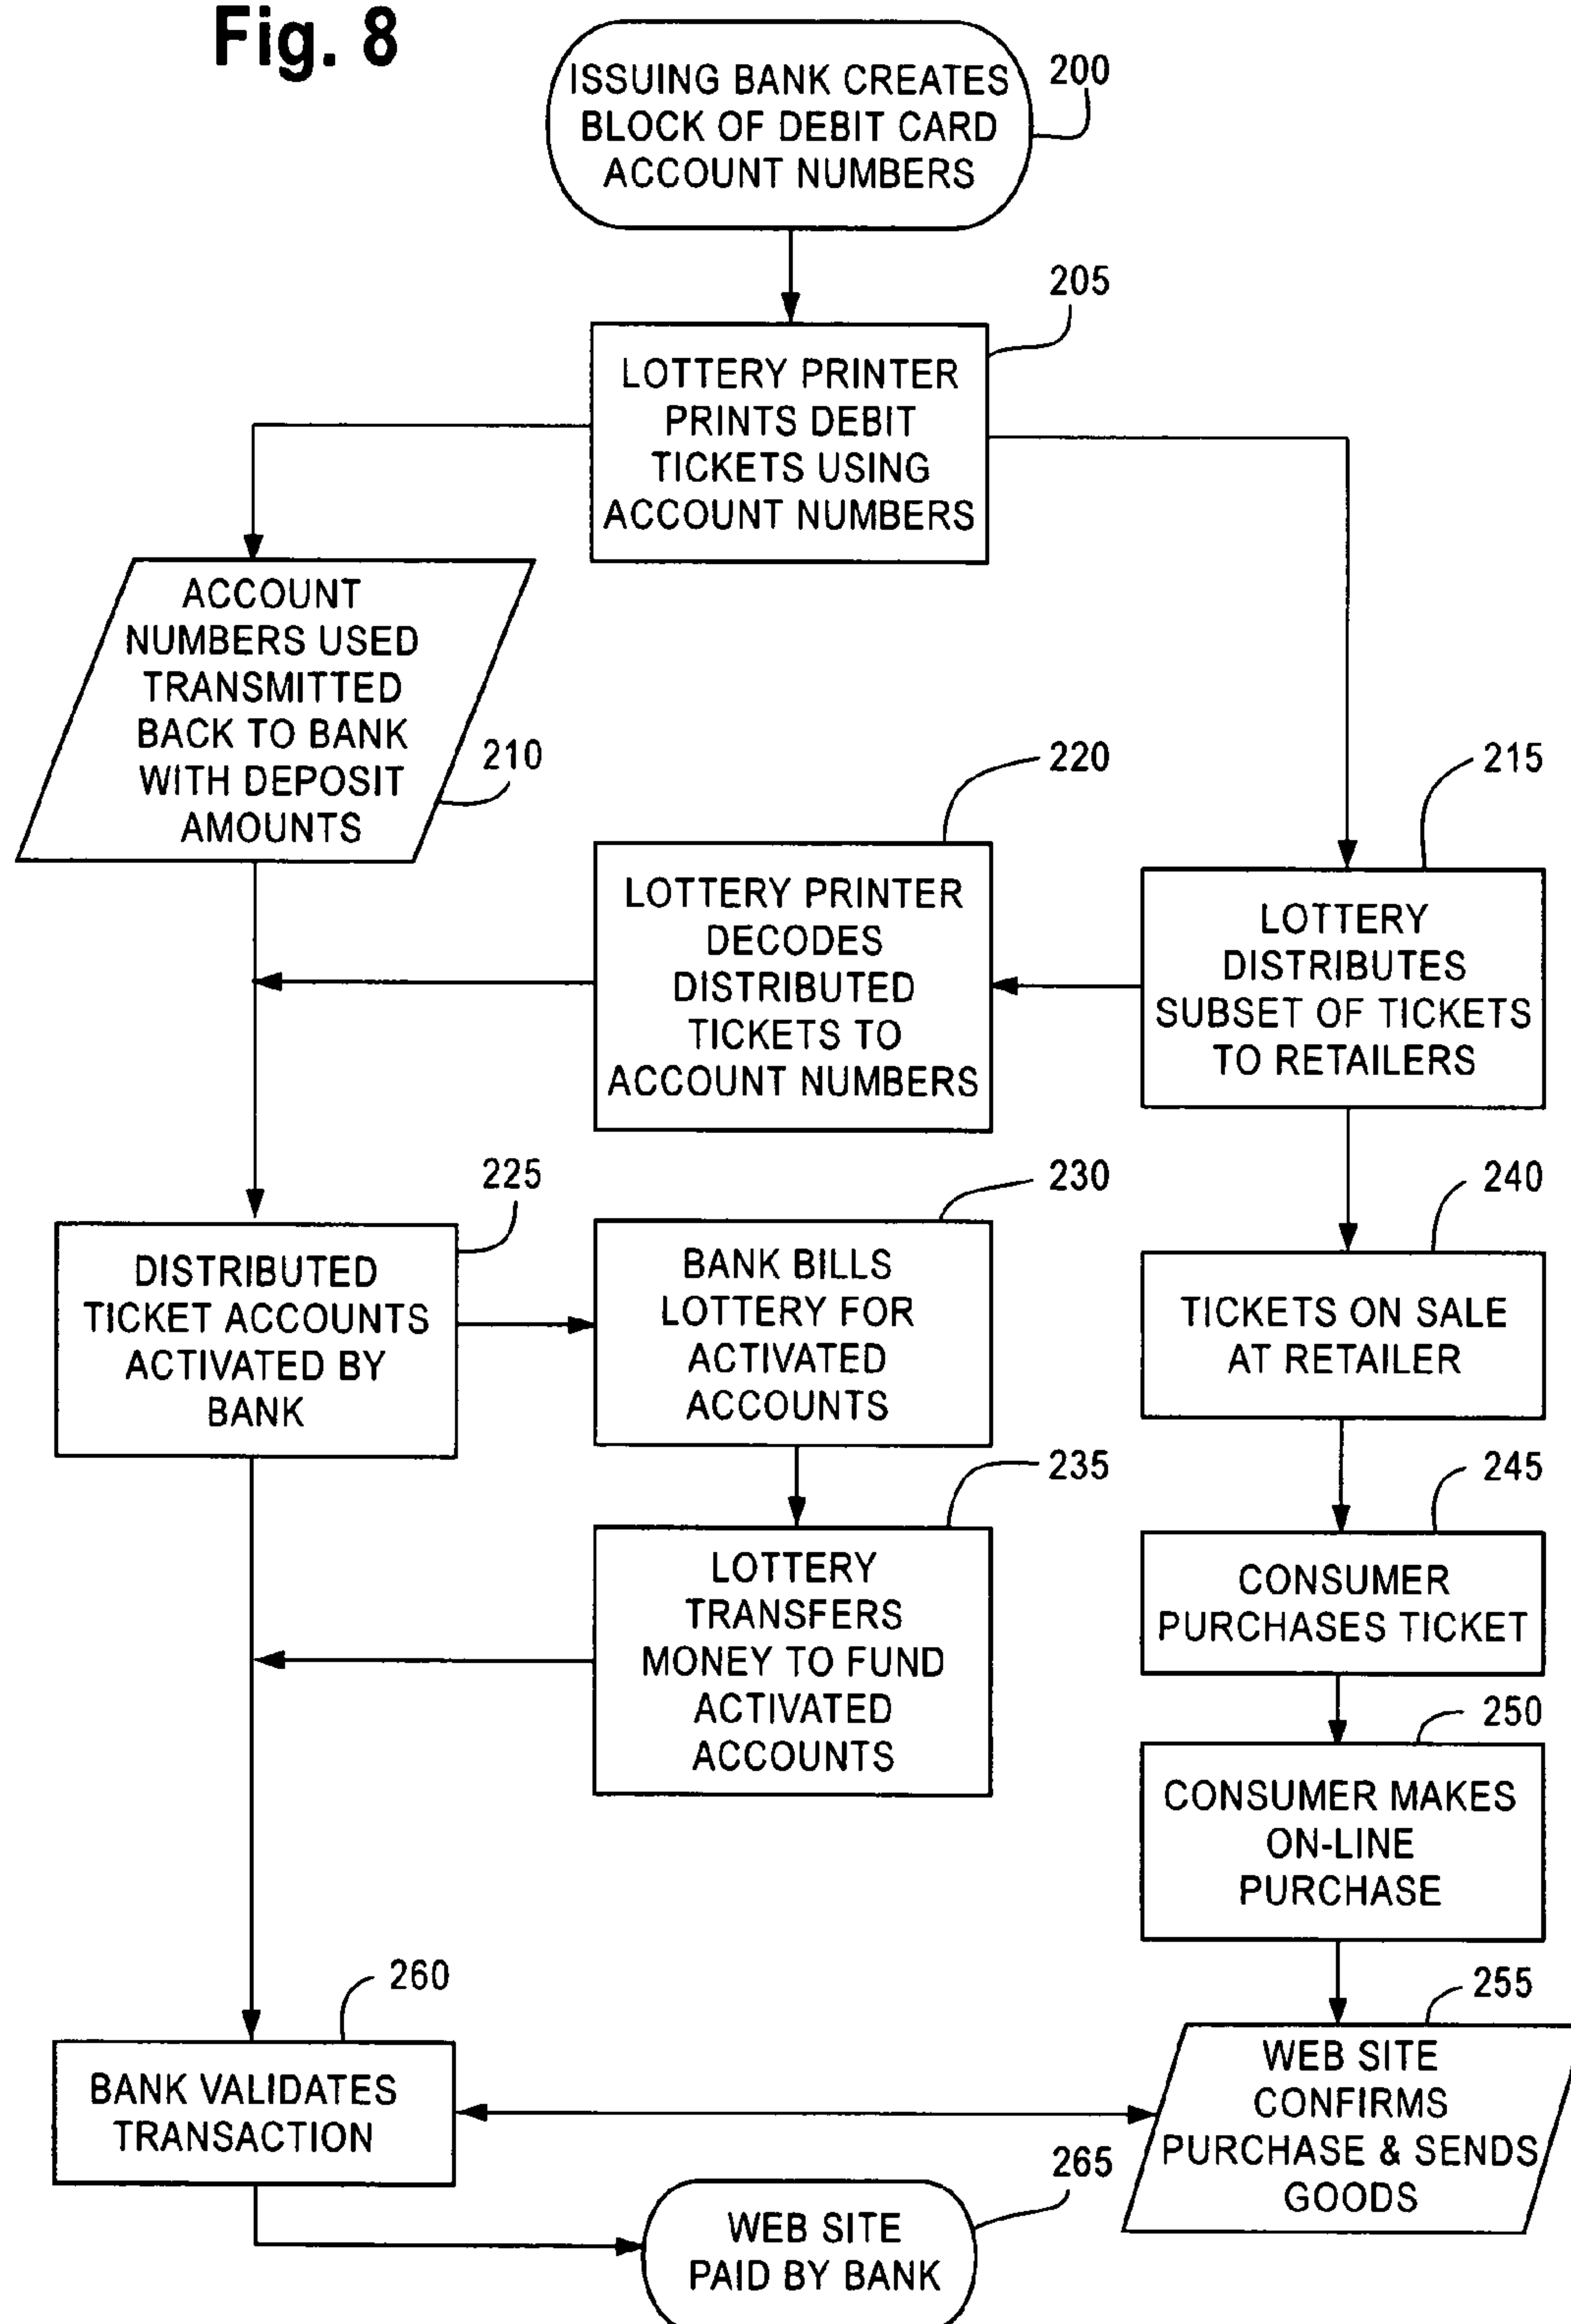 Fig. 8
ISSUING BANK CREATES
BLOCK OF DEBIT CARD
ACCOUNT NUMBERS
200
205
LOTTERY PRINTER
PRINTS DEBIT
TICKETS USING
ACCOUNT NUMBERS
ACCOUNT
NUMBERS USED
TRANSMITTED
BACK TO BANK
WITH DEPOSIT
AMOUNTS
210
220
LOTTERY PRINTER
DECODES
DISTRIBUTED
TICKETS TO
ACCOUNT NUMBERS
215
LOTTERY
DISTRIBUTES
SUBSET OF TICKETS
TO RETAILERS
225
DISTRIBUTED
TICKET ACCOUNTS
ACTIVATED BY
BANK
230
BANK BILLS
LOTTERY FOR
ACTIVATED
ACCOUNTS
240
TICKETS ON SALE
AT RETAILER
235
LOTTERY
TRANSFERS
MONEY TO FUND
ACTIVATED
ACCOUNTS
245
CONSUMER
PURCHASES TICKET
250
CONSUMER MAKES
ON-LINE
PURCHASE
260
BANK VALIDATES
TRANSACTION
255
WEB SITE
CONFIRMS
PURCHASE & SENDS
GOODS
265
WEB SITE
PAID BY BANK